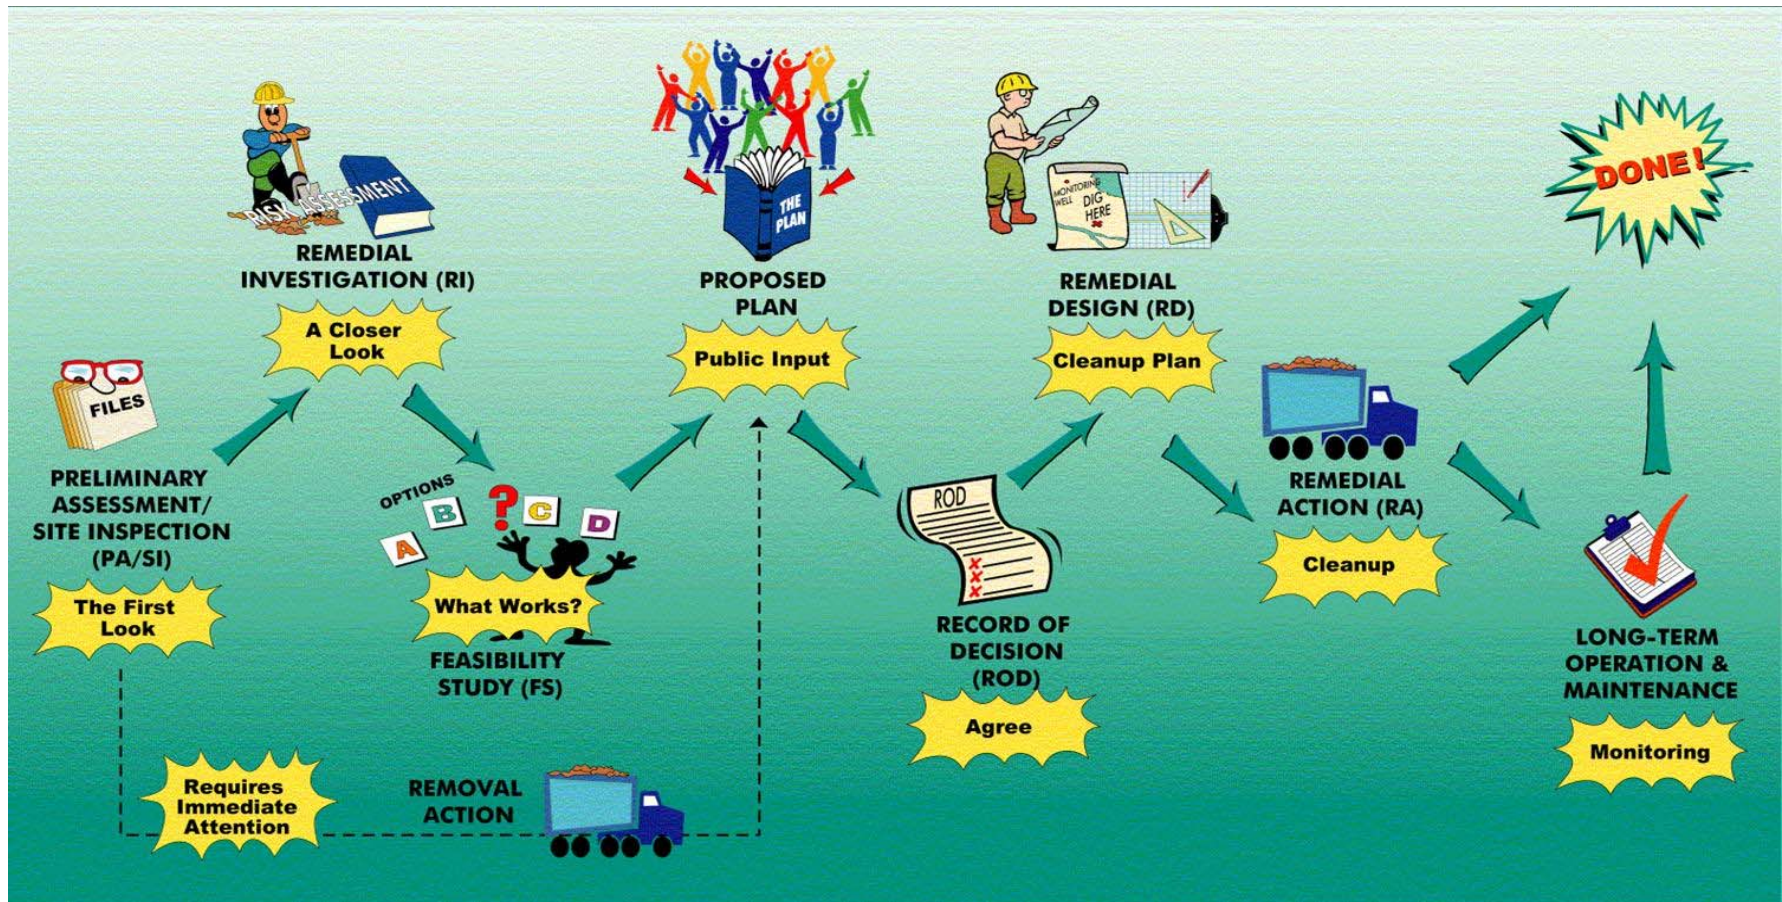 FILES
PRELIMINARY
ASSESSMENT/
SITE INSPECTION
(PA/SI)
The First
Look
RISK ASSESSMENT
REMEDIAL
INVESTIGATION (RI)
A Closer
Look
OPTIONS
A
B
?
C
D
What Works?
FEASIBILITY
STUDY (FS)
Requires
Immediate
Attention
REMOVAL
ACTION
THE
PLAN
PROPOSED
PLAN
Public Input
ROD
RECORD OF
DECISION
(ROD)
Agree
MONITORING
WELL
DIG
HERE
REMEDIAL
DESIGN (RD)
Cleanup Plan
REMEDIAL
ACTION (RA)
Cleanup
LONG-TERM
OPERATION &
MAINTENANCE
Monitoring
DONE!